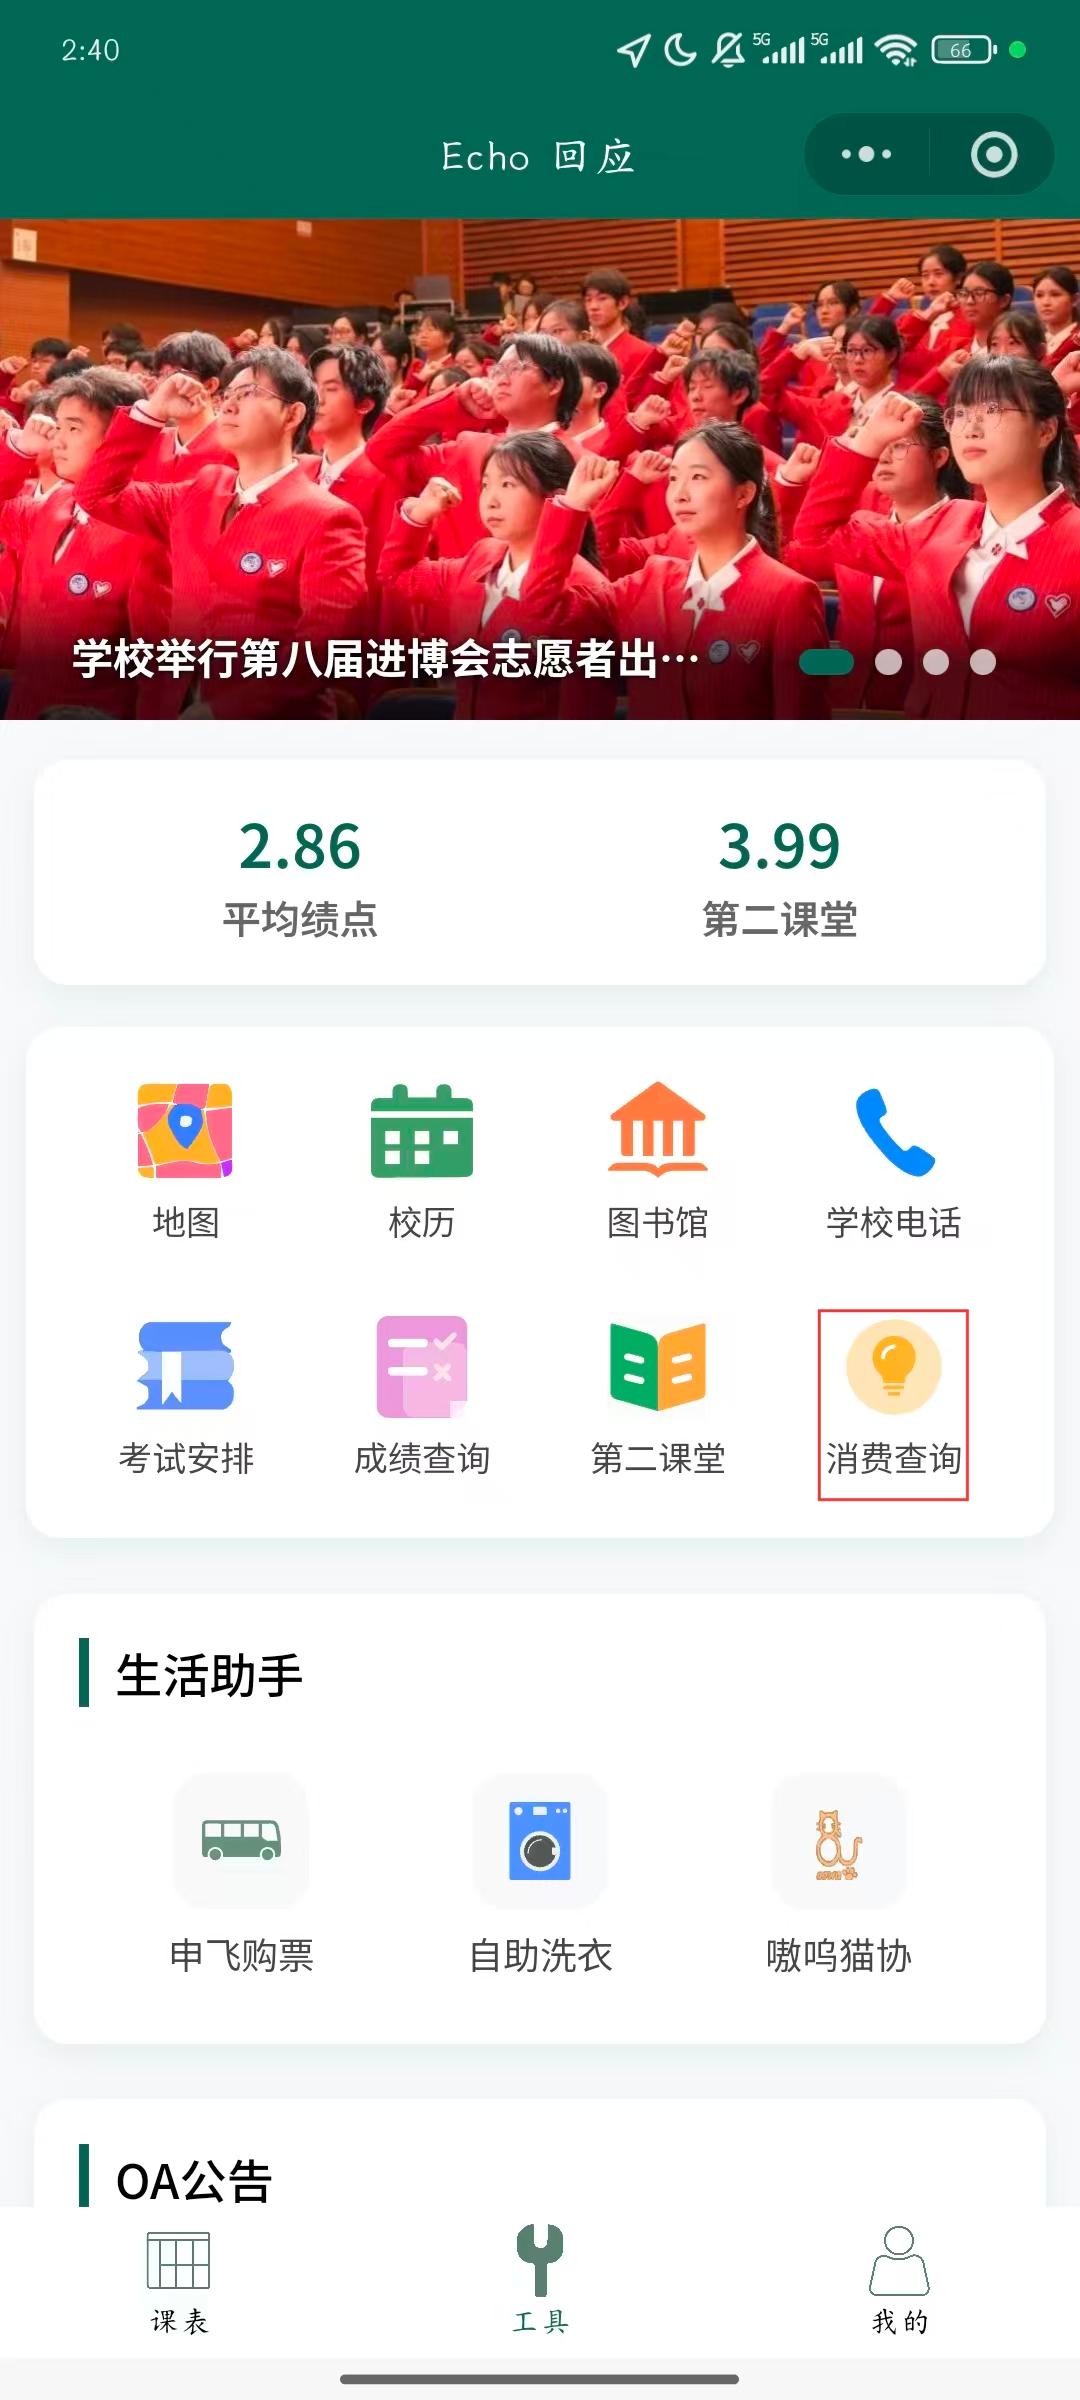 2:40
5G 5G 66
Echo 回应
学校举行第八届进博会志愿者出…
2.86 3.99
平均绩点 第二课堂
地图 校历 图书馆 学校电话
考试安排 成绩查询 第二课堂 消费查询
生活助手
申飞购票 自助洗衣 嗷呜猫协
OA公告
课表 工具 我的